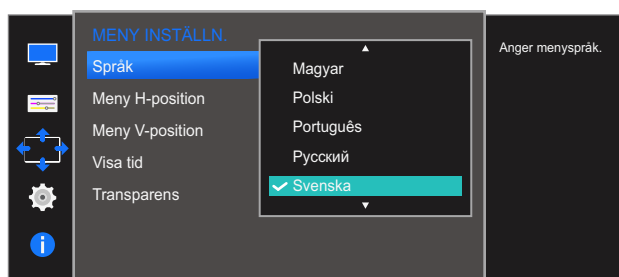 MENY INSTÄLLN.
Språk
Meny H-position
Meny V-position
Visa tid
Transparens
Magyar
Polski
Português
Русский
Svenska
Anger menyspråk.